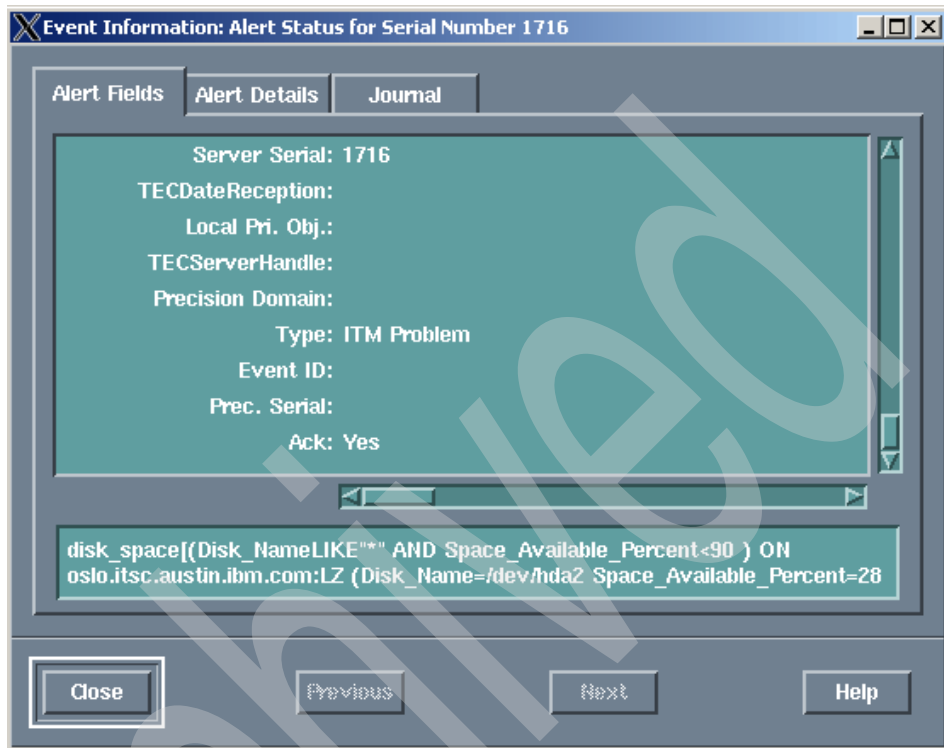 Event Information: Alert Status for Serial Number 1716
Alert Fields Alert Details Journal
Server Serial: 1716
TECDateReception:
Local Pri. Obj.:
TECServerHandle:
Precision Domain:
Type: ITM Problem
Event ID:
Prec. Serial:
Ack: Yes
disk_space[(Disk_NameLIKE"*" AND Space_Available_Percent<90 ) ON
oslo.itsc.austin.ibm.com:LZ (Disk_Name=/dev/hda2 Space_Available_Percent=28
Close Previous Next Help
hived